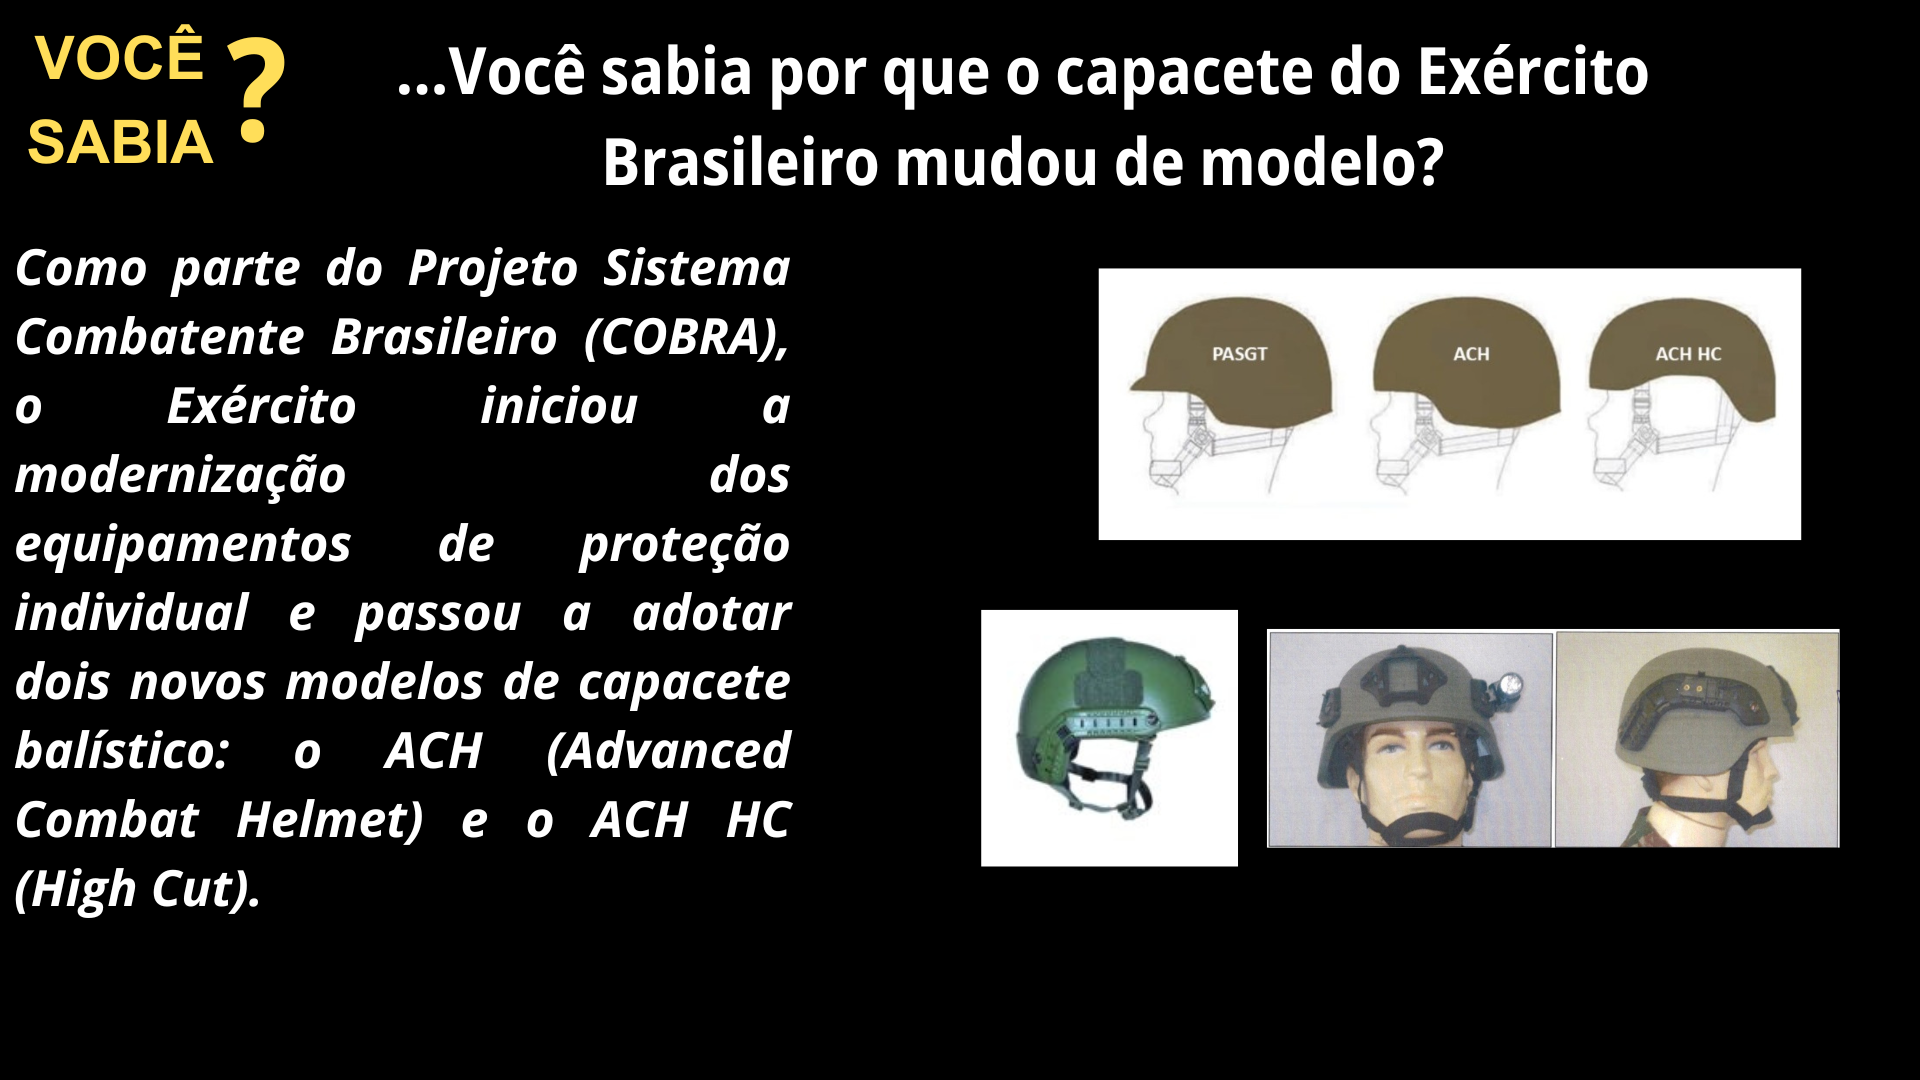 VOCÊ
SABIA
?
...Você sabia por que o capacete do Exército
Brasileiro mudou de modelo?
Como parte do Projeto Sistema
Combatente Brasileiro (COBRA),
o Exército iniciou a
modernização dos
equipamentos de proteção
individual e passou a adotar
dois novos modelos de capacete
balístico: o ACH (Advanced
Combat Helmet) e o ACH HC
(High Cut).
PASGT
ACH
ACH HC